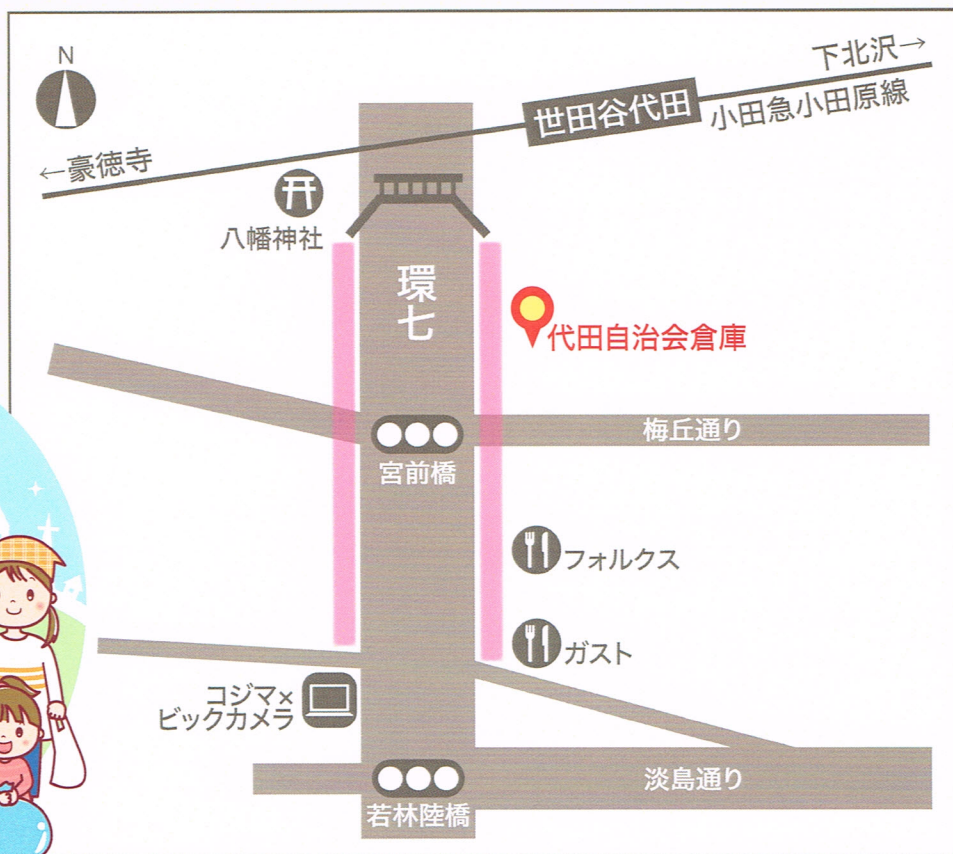 N
下北沢→
世田谷代田
小田急小田原線
←豪徳寺
八幡神社
環七
代田自治会倉庫
梅丘通り
宮前橋
フォルクス
ガスト
コジマ×
ビックカメラ
淡島通り
若林陸橋